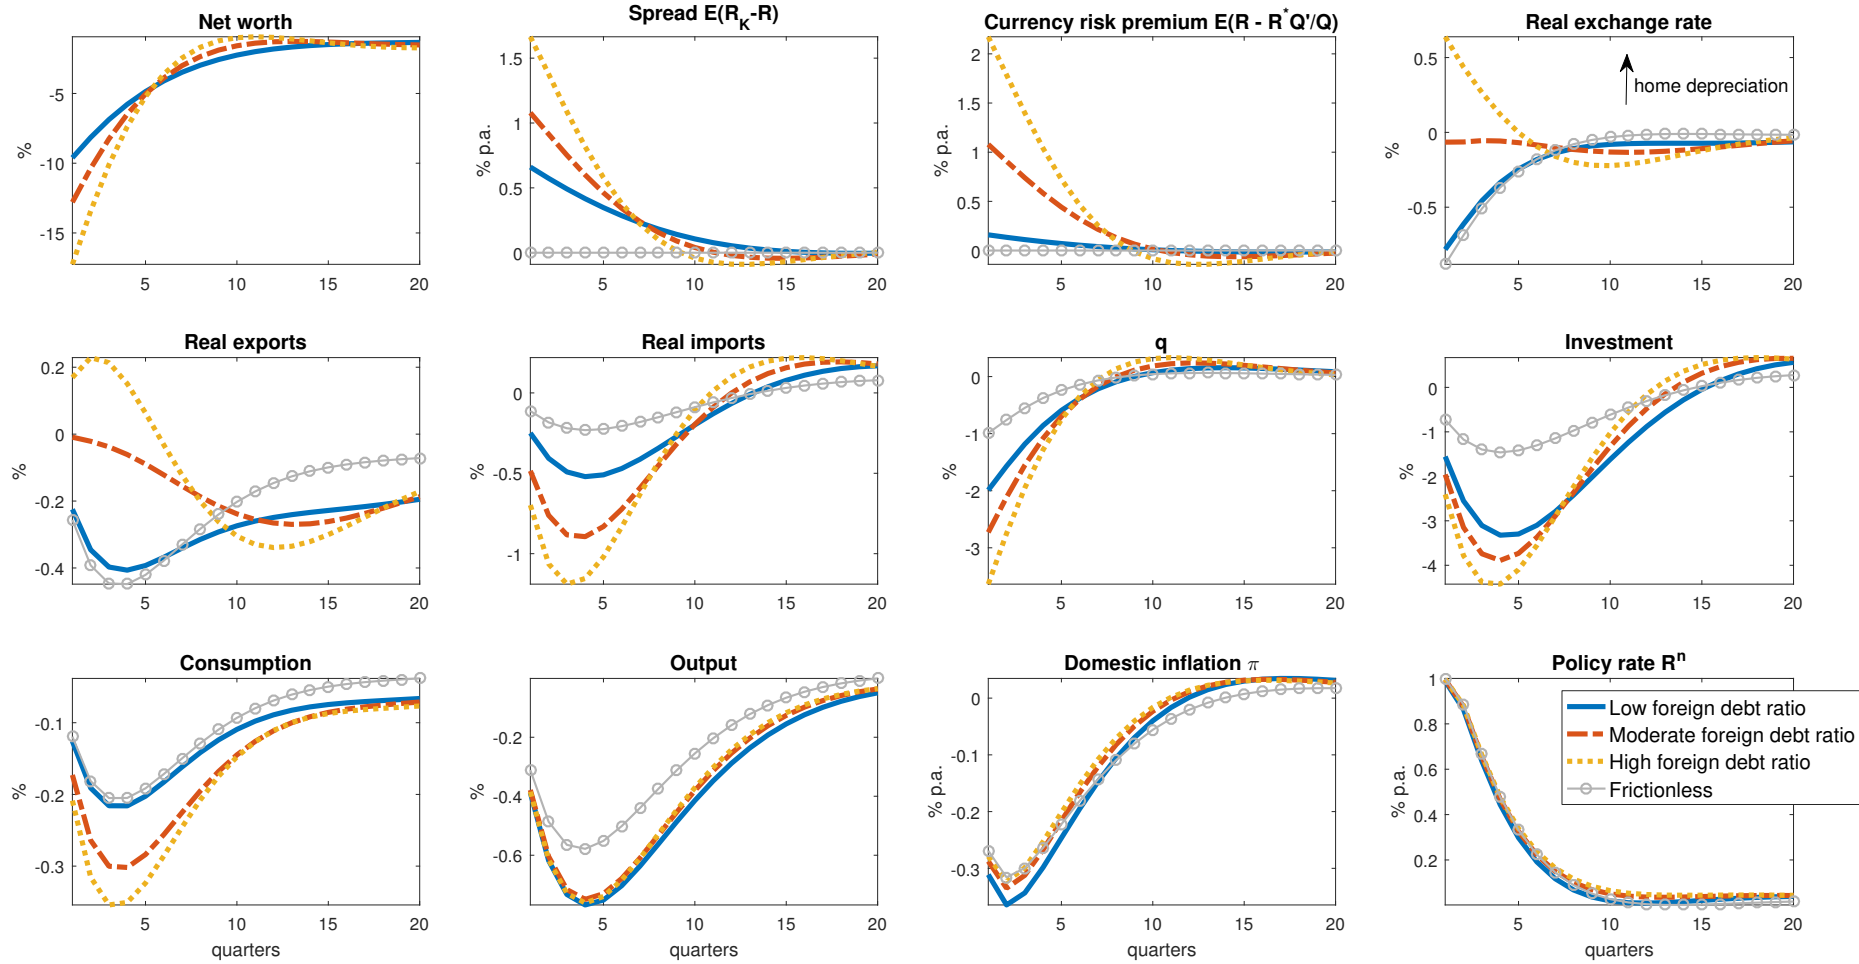 Net worth
%
-5
-10
-15
5 10 15 20
Spread E(R_K-R)
% p.a.
1.5
1
0.5
0
5 10 15 20
Currency risk premium E(R - R*Q'/Q)
% p.a.
2
1.5
1
0.5
0
5 10 15 20
Real exchange rate
%
0.5
0
-0.5
home depreciation
5 10 15 20
Real exports
%
0.2
0
-0.2
-0.4
5 10 15 20
Real imports
%
0
-0.5
-1
5 10 15 20
q
%
0
-1
-2
-3
5 10 15 20
Investment
%
0
-1
-2
-3
-4
5 10 15 20
Consumption
%
-0.1
-0.2
-0.3
5 10 15 20
quarters
Output
%
-0.2
-0.4
-0.6
5 10 15 20
quarters
Domestic inflation π
% p.a.
0
-0.1
-0.2
-0.3
5 10 15 20
quarters
Policy rate R^n
% p.a.
1
0.8
0.6
0.4
0.2
5 10 15 20
quarters
Low foreign debt ratio
Moderate foreign debt ratio
High foreign debt ratio
Frictionless